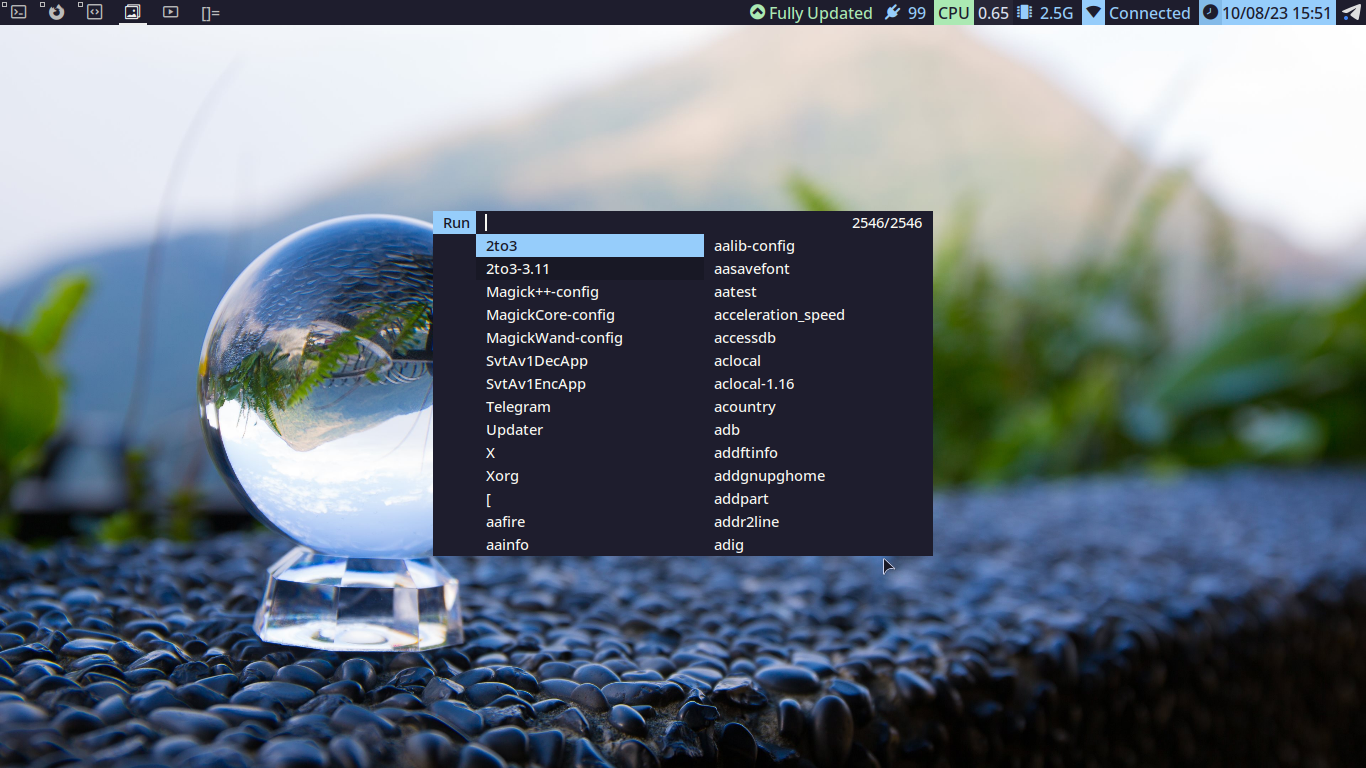 []= Fully Updated 99 CPU 0.65 2.5G Connected 10/08/23 15:51
Run 2546/2546
2to3
2to3-3.11
Magick++-config
MagickCore-config
MagickWand-config
SvtAv1DecApp
SvtAv1EncApp
Telegram
Updater
X
Xorg
[
aafire
aainfo
aalib-config
aasavefont
aatest
acceleration_speed
accessdb
aclocal
aclocal-1.16
acountry
adb
addftinfo
addgnupghome
addpart
addr2line
adig